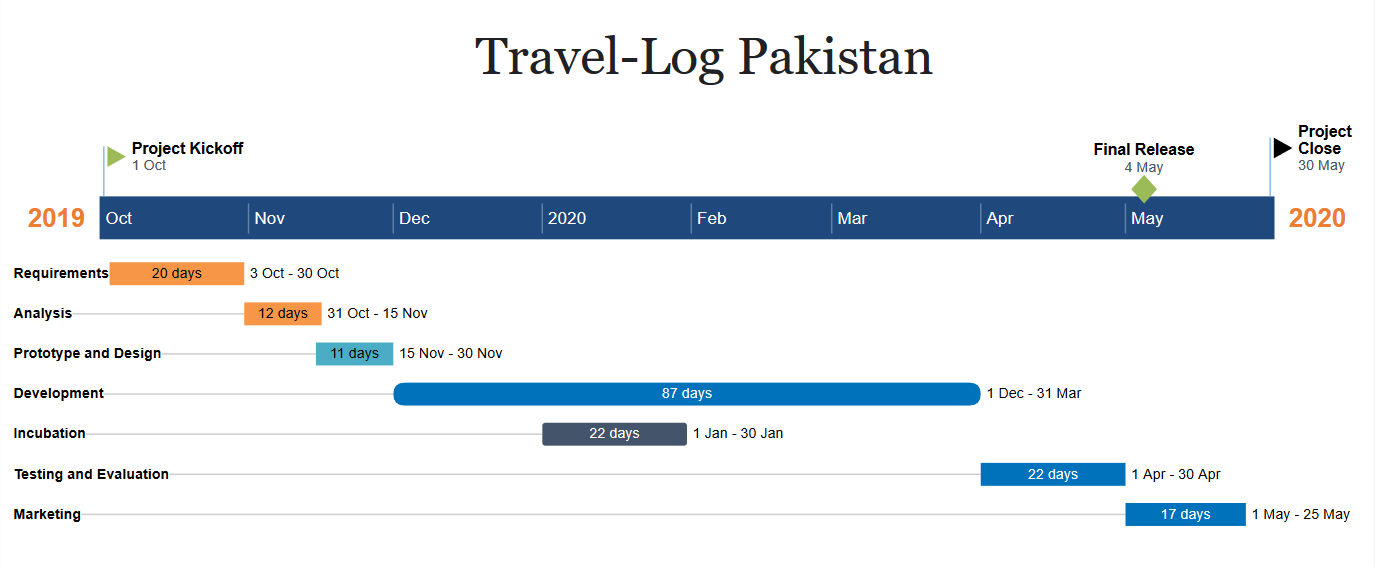 Travel-Log Pakistan
Project Kickoff
1 Oct
Final Release
4 May
Project
Close
30 May
2019 Oct Nov Dec 2020 Feb Mar Apr May 2020
Requirements 20 days 3 Oct - 30 Oct
Analysis 12 days 31 Oct - 15 Nov
Prototype and Design 11 days 15 Nov - 30 Nov
Development 87 days 1 Dec - 31 Mar
Incubation 22 days 1 Jan - 30 Jan
Testing and Evaluation 22 days 1 Apr - 30 Apr
Marketing 17 days 1 May - 25 May